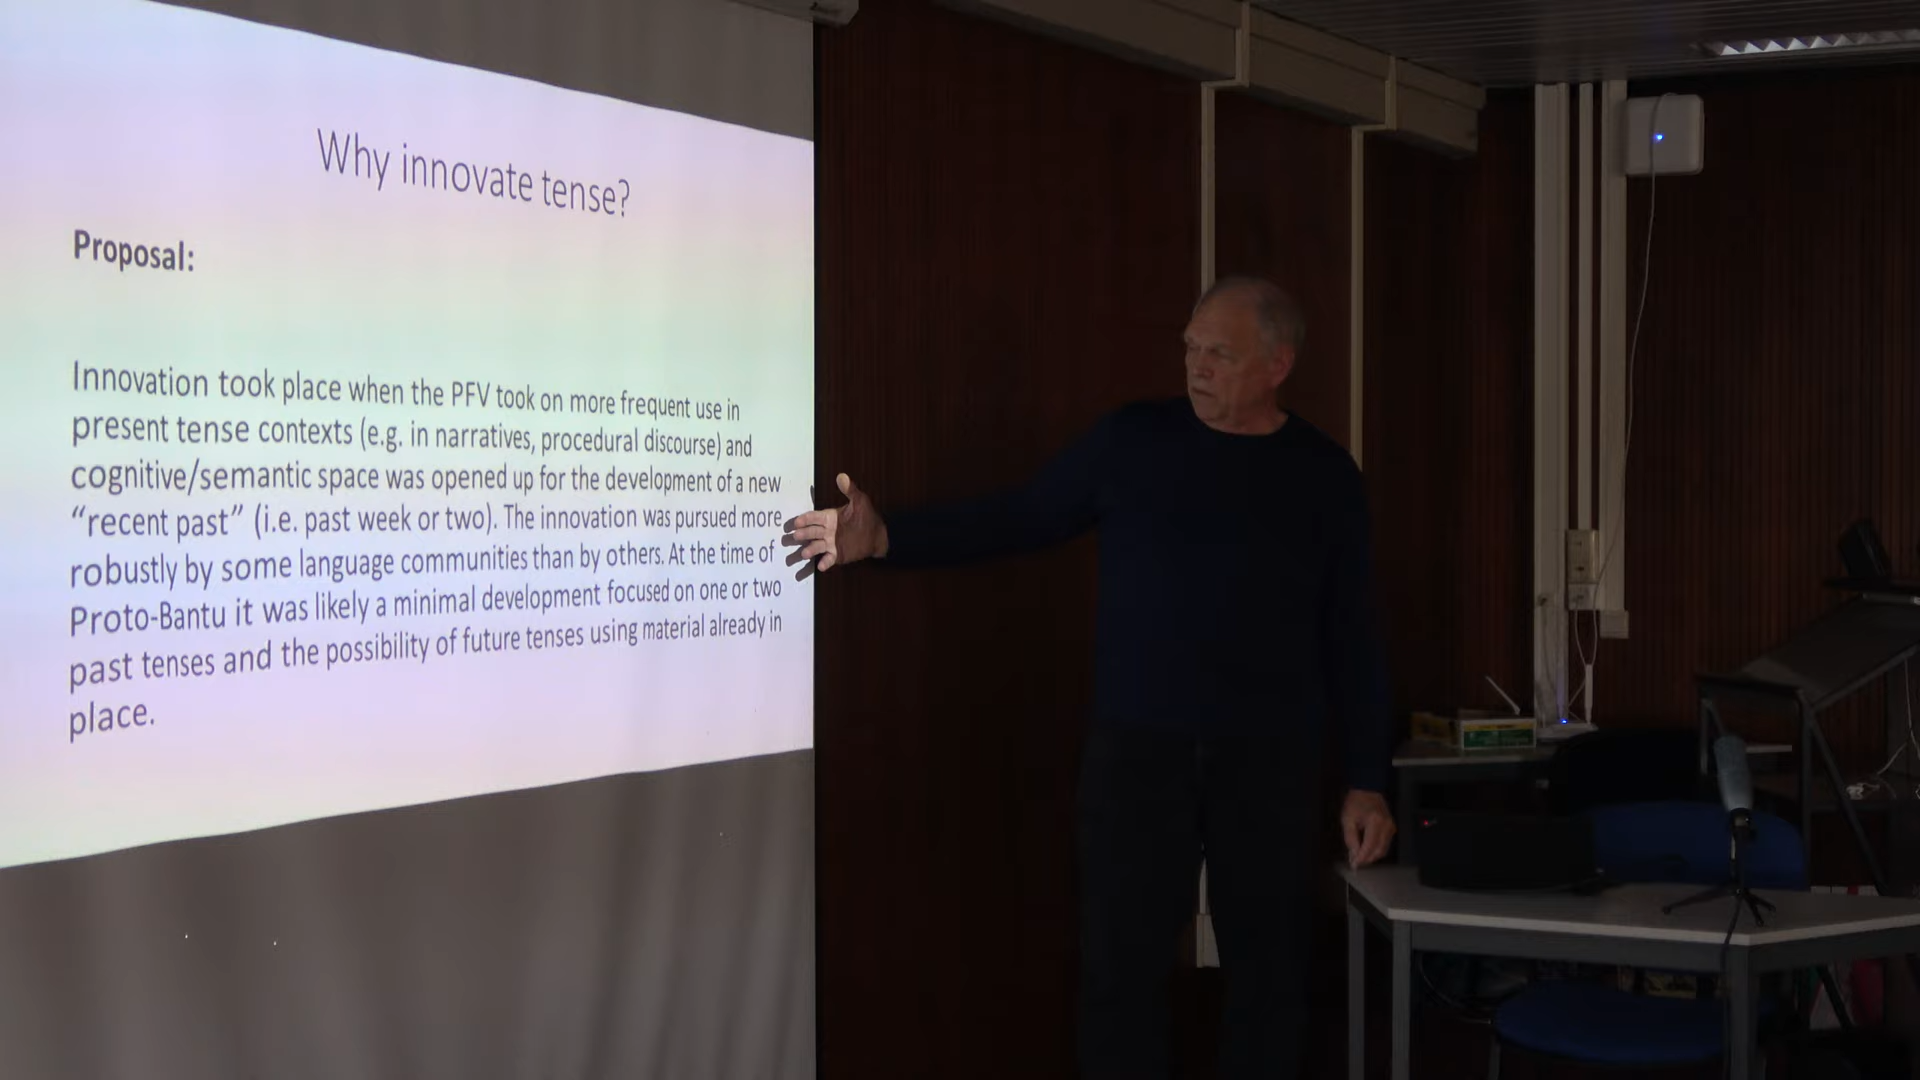 Why innovate tense?
Proposal:
Innovation took place when the PFV took on more frequent use in
present tense contexts (e.g. in narratives, procedural discourse) and
cognitive/semantic space was opened up for the development of a new
“recent past” (i.e. past week or two). The innovation was pursued more
robustly by some language communities than by others. At the time of
Proto-Bantu it was likely a minimal development focused on one or two
past tenses and the possibility of future tenses using material already in
place.